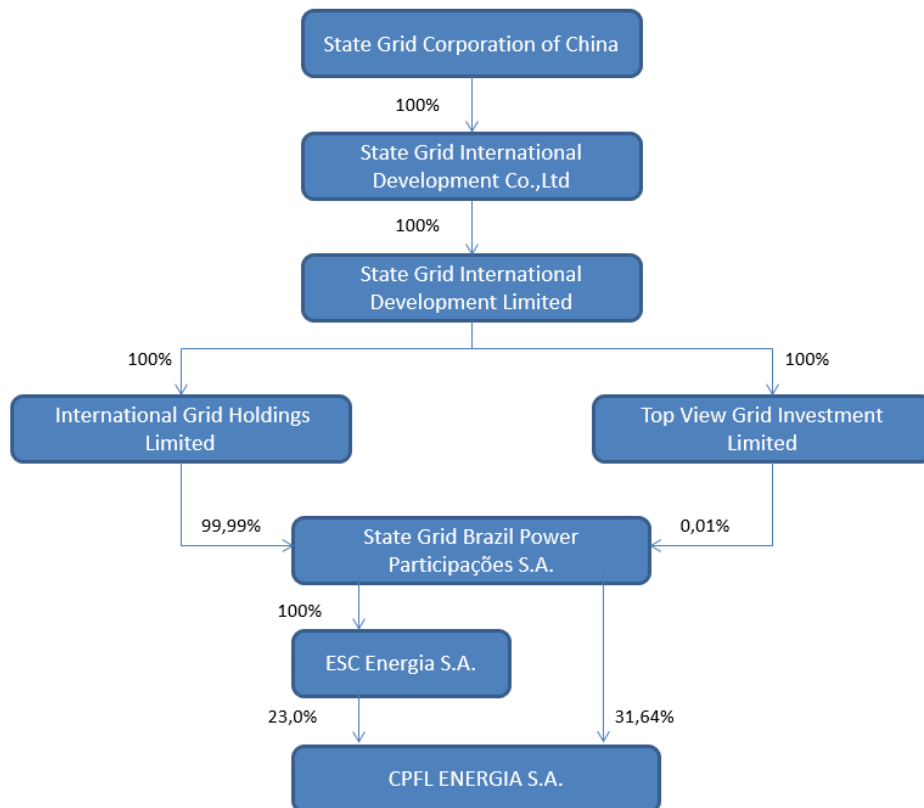 State Grid Corporation of China
100%
State Grid International
Development Co.,Ltd
100%
State Grid International
Development Limited
100%
100%
International Grid Holdings
Limited
Top View Grid Investment
Limited
99,99%
State Grid Brazil Power
Participações S.A.
0,01%
100%
ESC Energia S.A.
23,0%
31,64%
CPFL ENERGIA S.A.